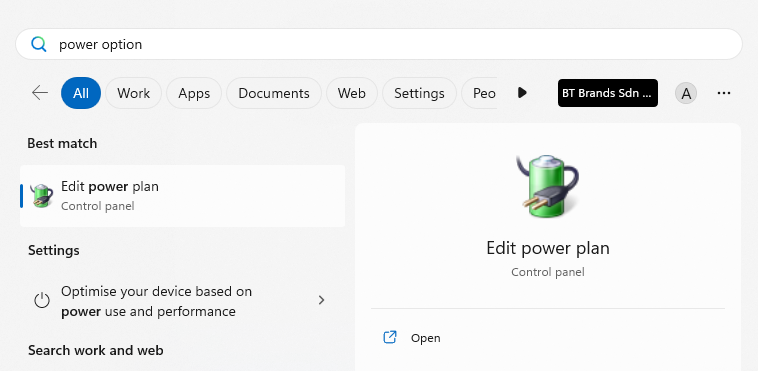 power option
All
Work
Apps
Documents
Web
Settings
Peo
BT Brands Sdn ...
A
Best match
Edit power plan
Control panel
Settings
Optimise your device based on
power use and performance
Search work and web
Edit power plan
Control panel
Open